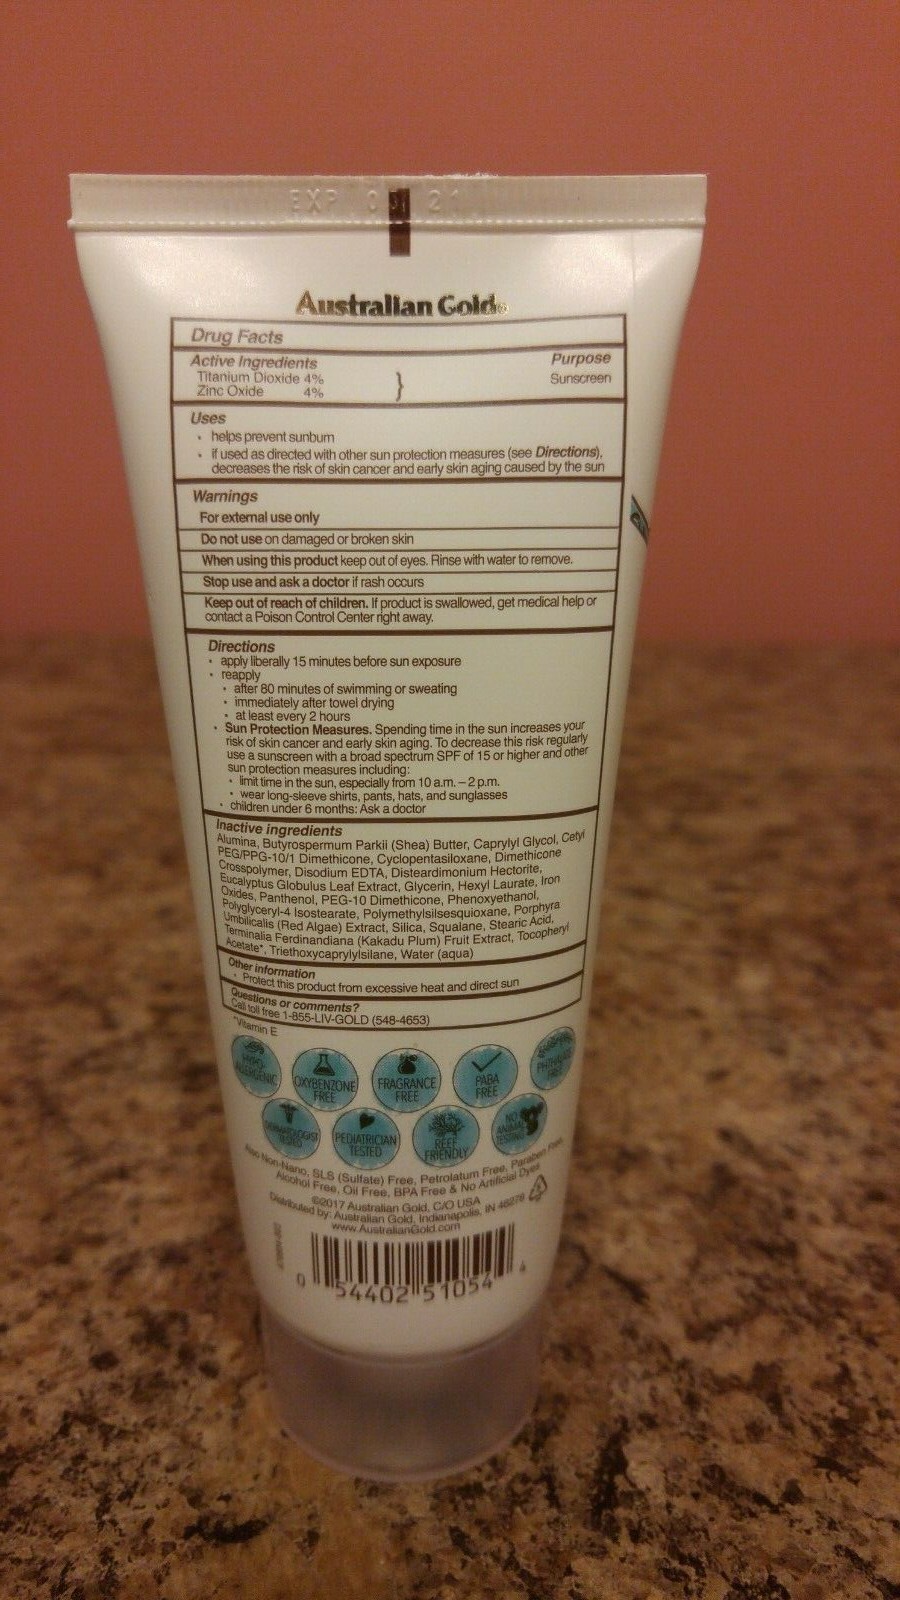 EXP 21
Australian Gold®
Drug Facts
Active Ingredients Purpose
Titanium Dioxide 4% } Sunscreen
Zinc Oxide 4%
Uses
• helps prevent sunburn
• if used as directed with other sun protection measures (see Directions),
decreases the risk of skin cancer and early skin aging caused by the sun
Warnings
For external use only
Do not use on damaged or broken skin
When using this product keep out of eyes. Rinse with water to remove.
Stop use and ask a doctor if rash occurs
Keep out of reach of children. If product is swallowed, get medical help or
contact a Poison Control Center right away.
Directions
• apply liberally 15 minutes before sun exposure
• reapply
• after 80 minutes of swimming or sweating
• immediately after towel drying
• at least every 2 hours
• Sun Protection Measures. Spending time in the sun increases your
risk of skin cancer and early skin aging. To decrease this risk regularly
use a sunscreen with a broad spectrum SPF of 15 or higher and other
sun protection measures including:
• limit time in the sun, especially from 10 a.m. – 2 p.m.
• wear long-sleeve shirts, pants, hats, and sunglasses
• children under 6 months: Ask a doctor
Inactive ingredients
Alumina, Butyrospermum Parkii (Shea) Butter, Caprylyl Glycol, Cetyl
PEG/PPG-10/1 Dimethicone, Cyclopentasiloxane, Dimethicone
Crosspolymer, Disodium EDTA, Disteardimonium Hectorite,
Eucalyptus Globulus Leaf Extract, Glycerin, Hexyl Laurate, Iron
Oxides, Panthenol, PEG-10 Dimethicone, Phenoxyethanol,
Polyglyceryl-4 Isostearate, Polymethylsilsesquioxane, Porphyra
Umbilicalis (Red Algae) Extract, Silica, Squalane, Stearic Acid,
Terminalia Ferdinandiana (Kakadu Plum) Fruit Extract, Tocopheryl
Acetate*, Triethoxycaprylylsilane, Water (aqua)
Other information
• Protect this product from excessive heat and direct sun
Questions or comments?
Call toll free 1-855-LIV-GOLD (548-4653)
*Vitamin E
HYPO-
ALLERGENIC
OXYBENZONE
FREE
FRAGRANCE
FREE
PABA
FREE
PHTHALATE
FREE
DERMATOLOGIST
TESTED
PEDIATRICIAN
TESTED
REEF
FRIENDLY
NO
ANIMAL
TESTING
Also Non-Nano, SLS (Sulfate) Free, Petrolatum Free, Paraben Free,
Alcohol Free, Oil Free, BPA Free & No Artificial Dyes
©2017 Australian Gold, C/O USA
Distributed by: Australian Gold, Indianapolis, IN 46278
www.AustralianGold.com
0 54402 51054 4